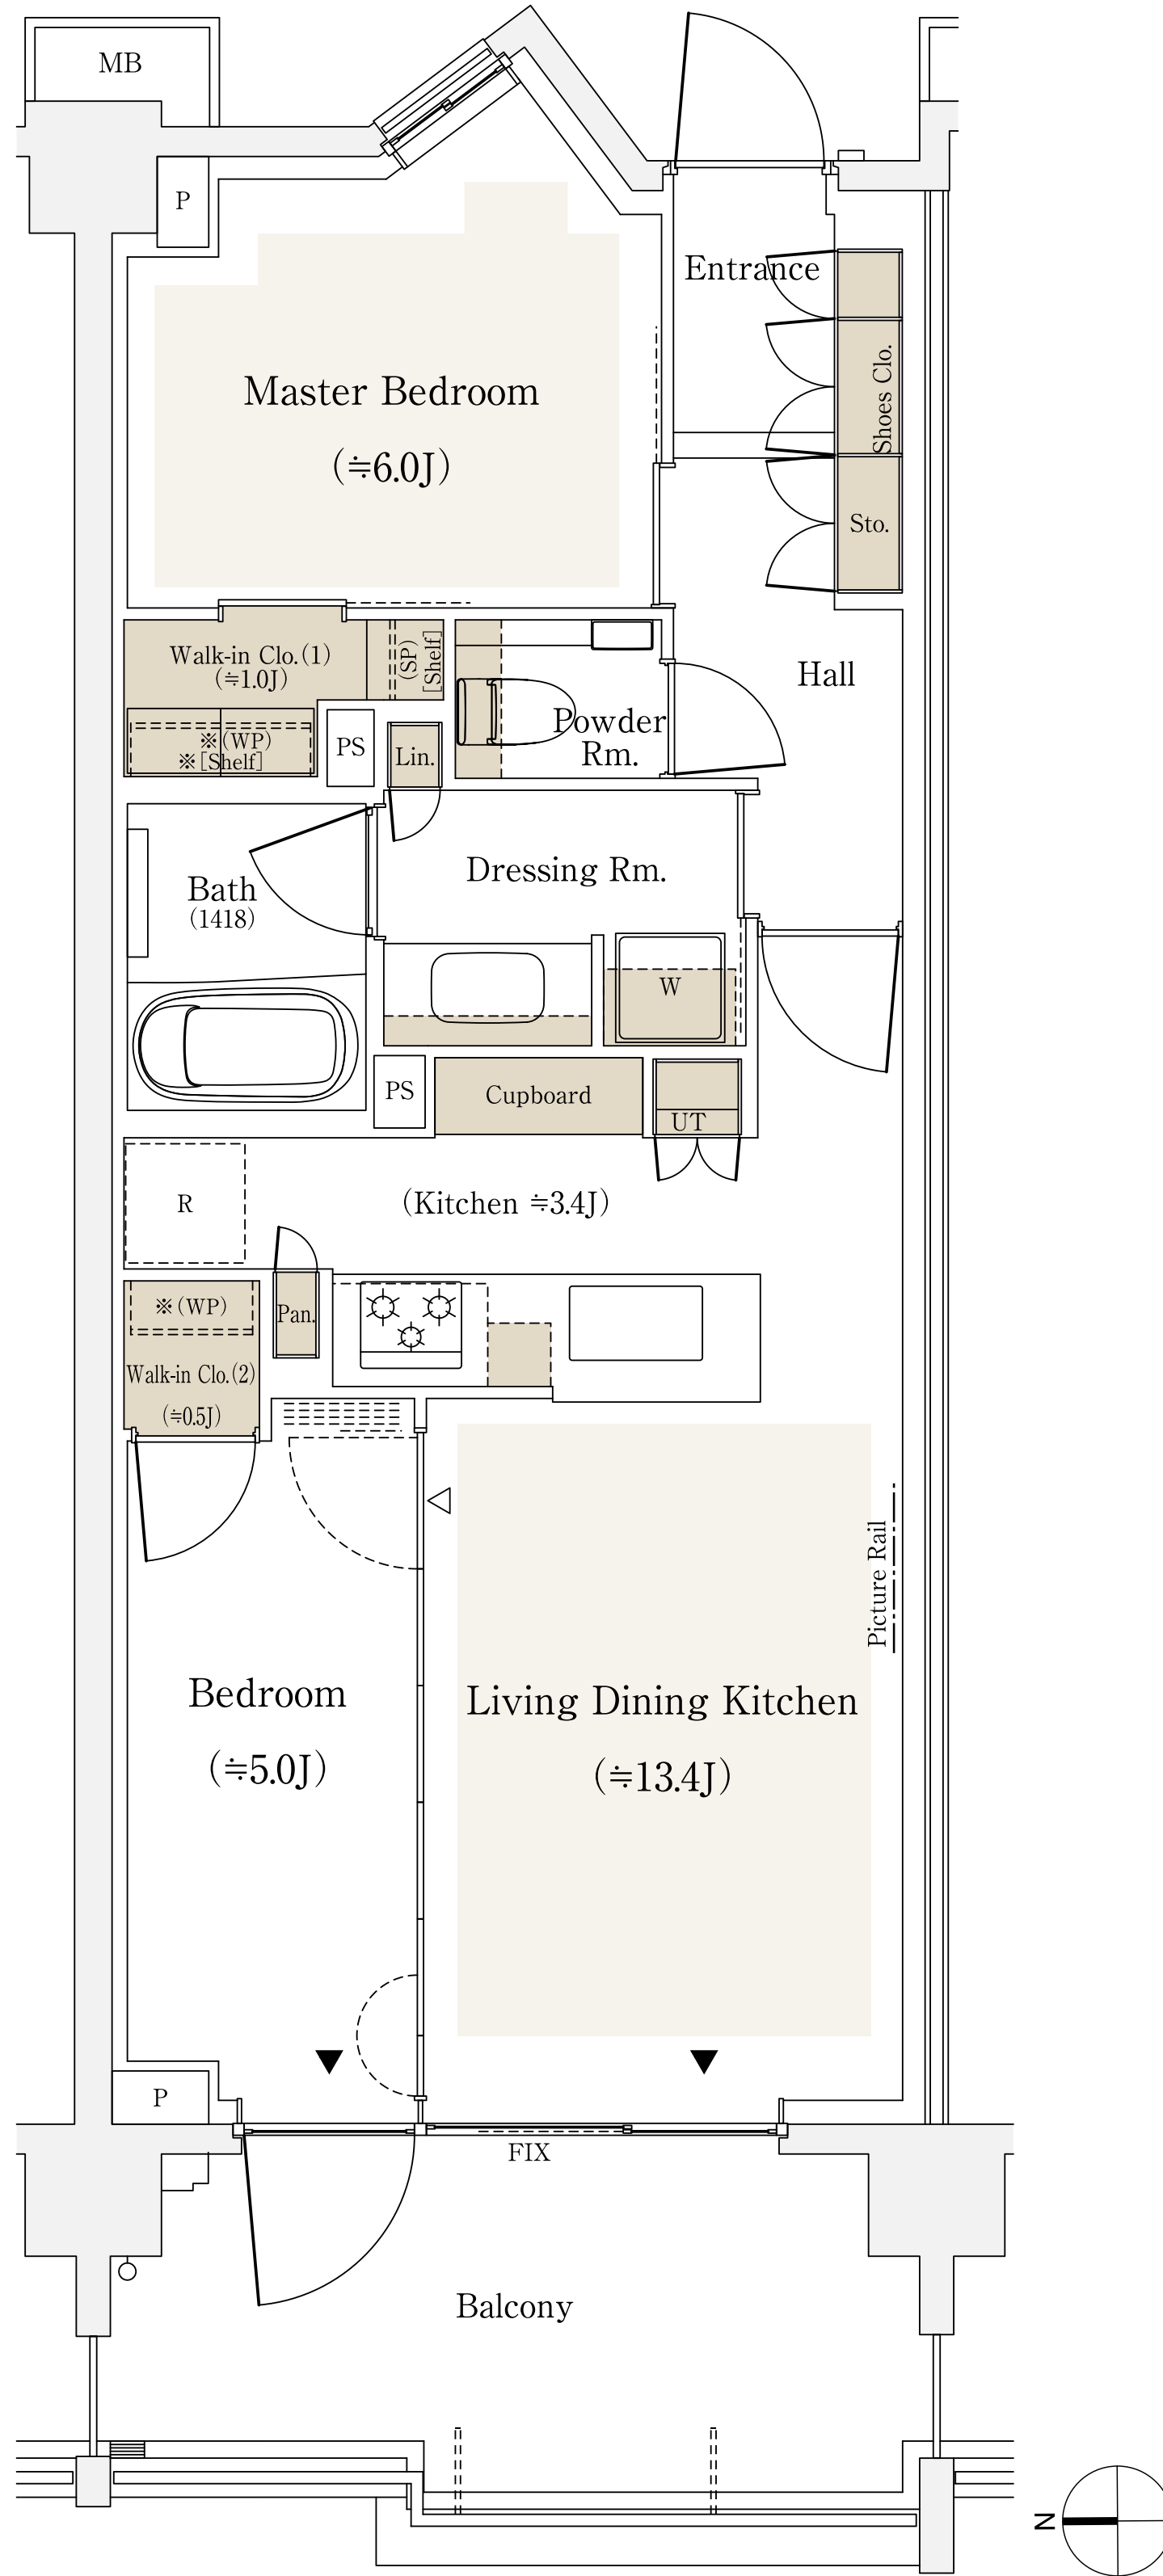 MB
P
Entrance
Master Bedroom
(≒6.0J)
Shoes Clo.
Sto.
Walk-in Clo.(1)
(≒1.0J)
(SP)
[Shelf]
※(WP)
※[Shelf]
PS
Lin.
Powder
Rm.
Hall
Bath
(1418)
Dressing Rm.
W
PS
Cupboard
UT
R
(Kitchen ≒3.4J)
※(WP)
Walk-in Clo.(2)
(≒0.5J)
Pan.
Picture Rail
Bedroom
(≒5.0J)
Living Dining Kitchen
(≒13.4J)
P
FIX
Balcony
N